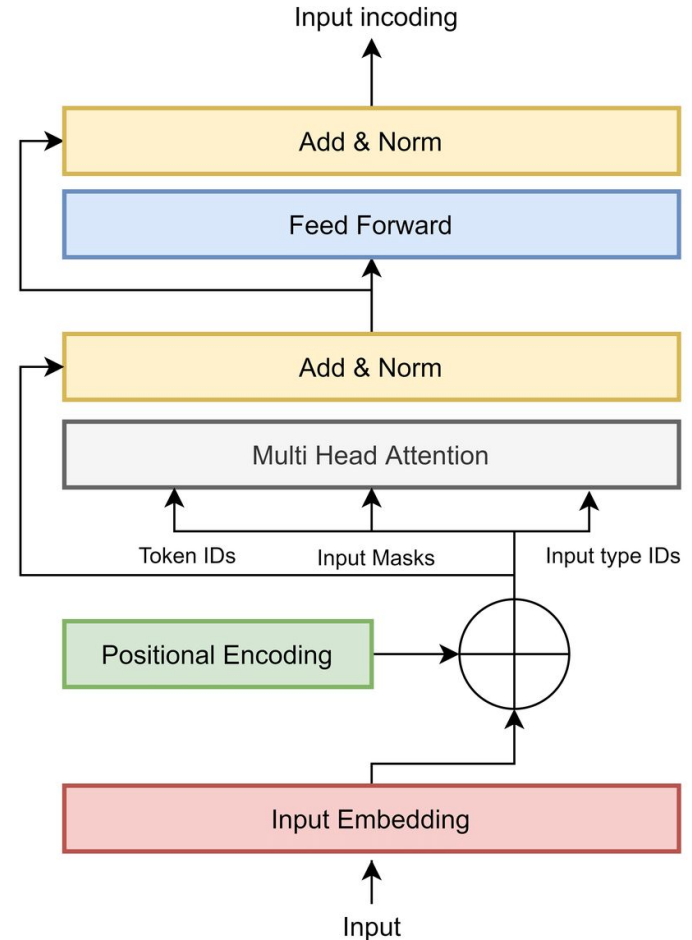 Input incoding
Add & Norm
Feed Forward
Add & Norm
Multi Head Attention
Token IDs
Input Masks
Input type IDs
Positional Encoding
Input Embedding
Input